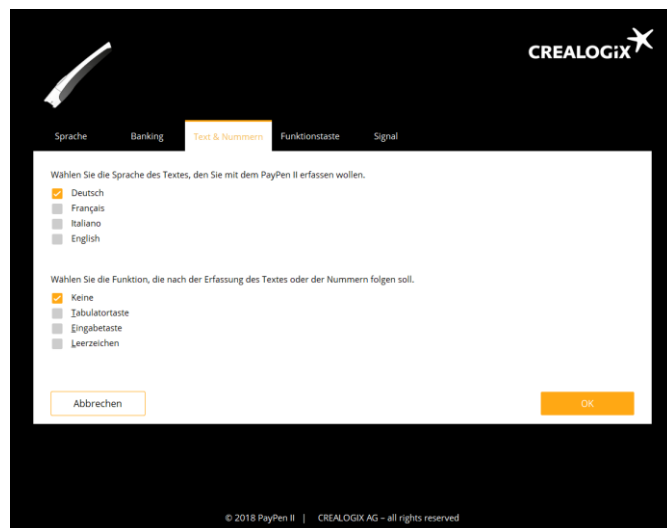 CREALOGiX
Sprache Banking Text & Nummern Funktionstaste Signal
Wählen Sie die Sprache des Textes, den Sie mit dem PayPen II erfassen wollen.
Deutsch
Français
Italiano
English
Wählen Sie die Funktion, die nach der Erfassung des Textes oder der Nummern folgen soll.
Keine
Tabulatortaste
Eingabetaste
Leerzeichen
Abbrechen OK
© 2018 PayPen II | CREALOGIX AG – all rights reserved